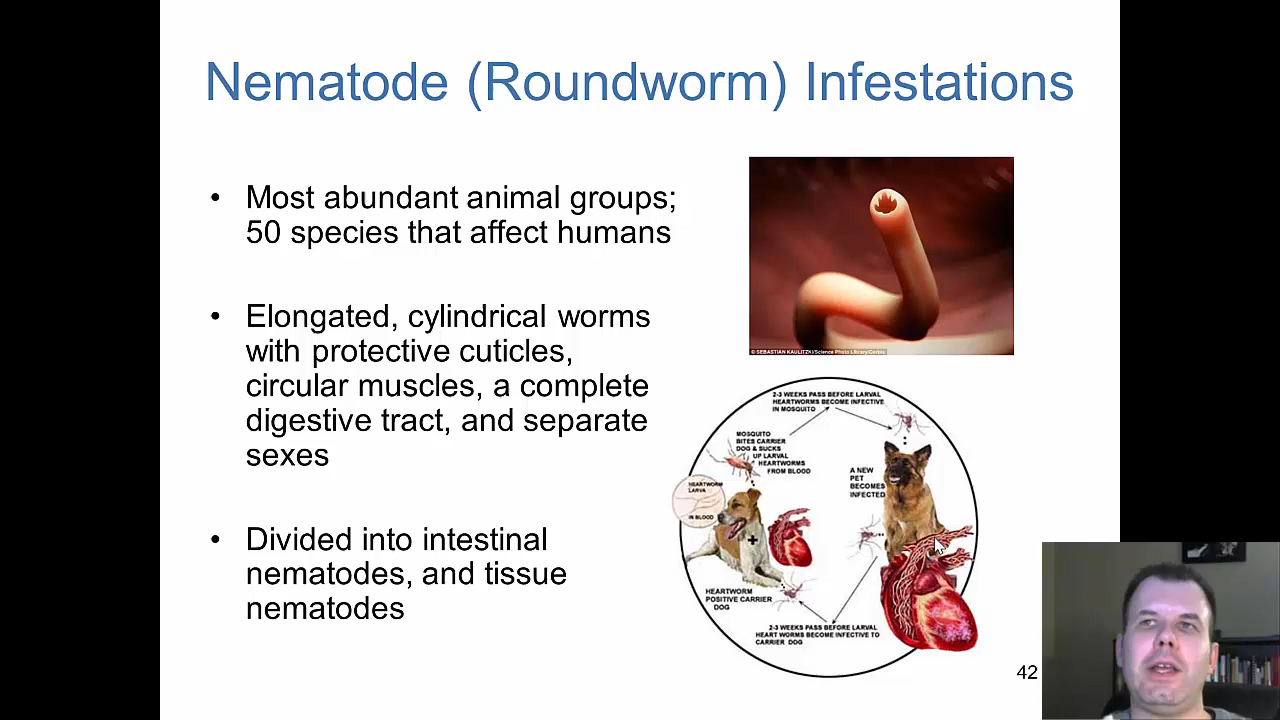 Nematode (Roundworm) Infestations
• Most abundant animal groups;
50 species that affect humans
• Elongated, cylindrical worms
with protective cuticles,
circular muscles, a complete
digestive tract, and separate
sexes
• Divided into intestinal
nematodes, and tissue
nematodes
© SEBASTIAN KAULITZKI/Science Photo Library/Corbis
2-3 WEEKS PASS BEFORE LARVAL
HEARTWORMS BECOME INFECTIVE
IN MOSQUITO
MOSQUITO
BITES CARRIER
DOG & SUCKS
UP LARVAL
HEARTWORMS
FROM BLOOD
A NEW
PET
BECOMES
INFECTED
HEARTWORM
LARVA
IN BLOOD
HEARTWORM
POSITIVE CARRIER
DOG
2-3 WEEKS PASS BEFORE LARVAL
HEART WORMS BECOME INFECTIVE TO
CARRIER DOG
42